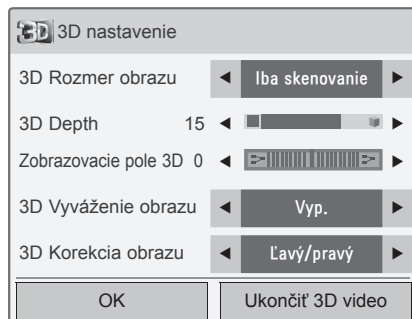 3D 3D nastavenie
3D Rozmer obrazu ◄ Iba skenovanie ►
3D Depth 15 ◄ ►
Zobrazovacie pole 3D 0 ◄ ►
3D Vyváženie obrazu ◄ Vyp. ►
3D Korekcia obrazu ◄ Ľavý/pravý ►
OK Ukončiť 3D video